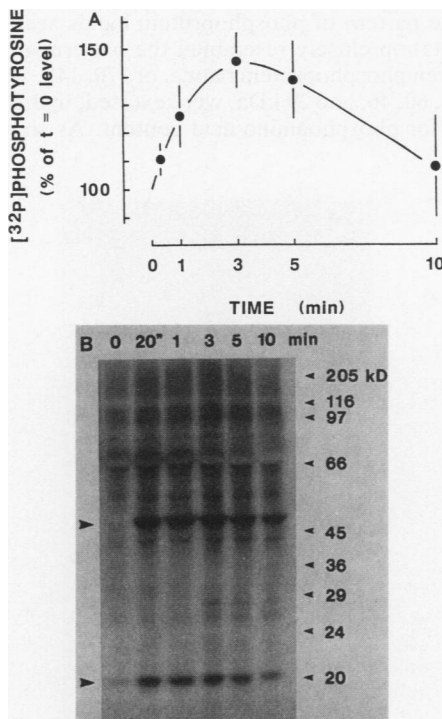 A
[32P]PHOSPHOTYROSINE
(% of t = 0 level)
150
100
0 1 3 5 10
TIME (min)
B 0 20" 1 3 5 10 min
205 kD
116
97
66
45
36
29
24
20